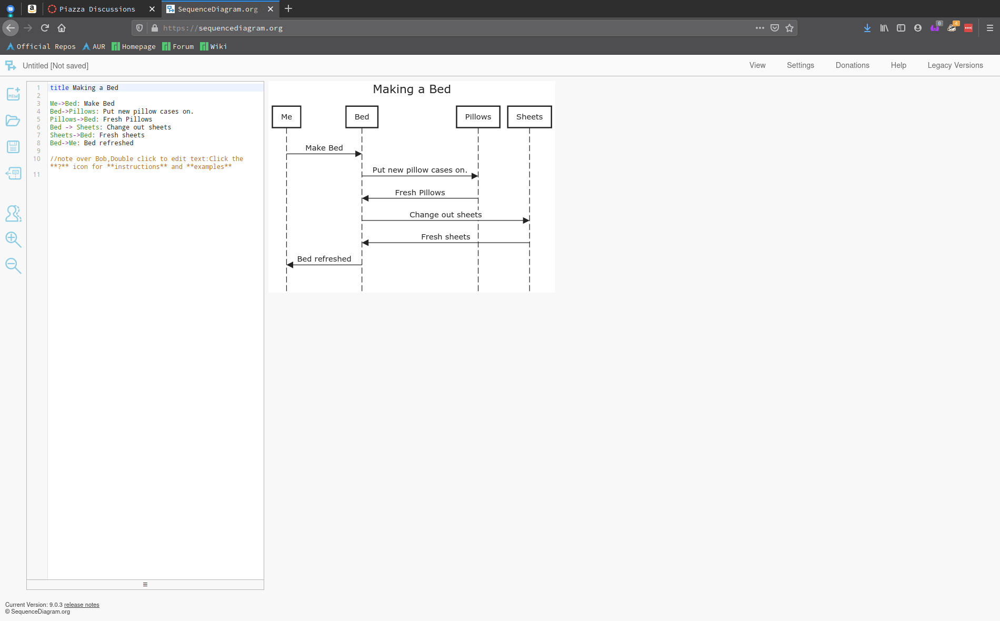 Piazza Discussions
SequenceDiagram.org
https://sequencediagram.org
0
4
Official Repos
AUR
Homepage
Forum
Wiki
Untitled [Not saved]
View
Settings
Donations
Help
Legacy Versions
NEW
1 title Making a Bed
2
3 Me->Bed: Make Bed
4 Bed->Pillows: Put new pillow cases on.
5 Pillows->Bed: Fresh Pillows
6 Bed -> Sheets: Change out sheets
7 Sheets->Bed: Fresh sheets
8 Bed->Me: Bed refreshed
9
10 //note over Bob,Double click to edit text:Click the
**?** icon for **instructions** and **examples**
11
Making a Bed
Me
Bed
Pillows
Sheets
Make Bed
Put new pillow cases on.
Fresh Pillows
Change out sheets
Fresh sheets
Bed refreshed
Current Version: 9.0.3 release notes
© SequenceDiagram.org